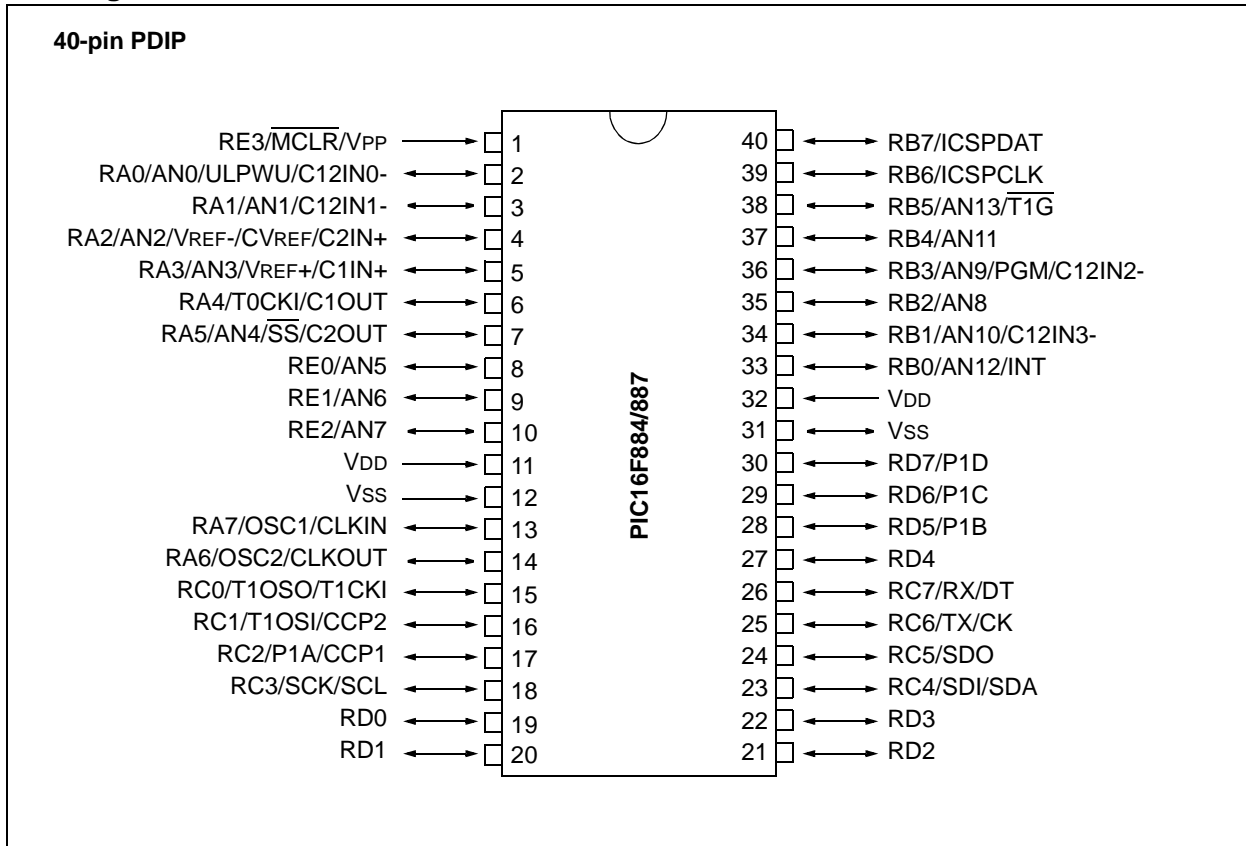 40-pin PDIP
RE3/MCLR/VPP
RA0/AN0/ULPWU/C12IN0-
RA1/AN1/C12IN1-
RA2/AN2/VREF-/CVREF/C2IN+
RA3/AN3/VREF+/C1IN+
RA4/T0CKI/C1OUT
RA5/AN4/SS/C2OUT
RE0/AN5
RE1/AN6
RE2/AN7
VDD
VSS
RA7/OSC1/CLKIN
RA6/OSC2/CLKOUT
RC0/T1OSO/T1CKI
RC1/T1OSI/CCP2
RC2/P1A/CCP1
RC3/SCK/SCL
RD0
RD1
1
2
3
4
5
6
7
8
9
10
11
12
13
14
15
16
17
18
19
20
PIC16F884/887
40
39
38
37
36
35
34
33
32
31
30
29
28
27
26
25
24
23
22
21
RB7/ICSPDAT
RB6/ICSPCLK
RB5/AN13/T1G
RB4/AN11
RB3/AN9/PGM/C12IN2-
RB2/AN8
RB1/AN10/C12IN3-
RB0/AN12/INT
VDD
VSS
RD7/P1D
RD6/P1C
RD5/P1B
RD4
RC7/RX/DT
RC6/TX/CK
RC5/SDO
RC4/SDI/SDA
RD3
RD2